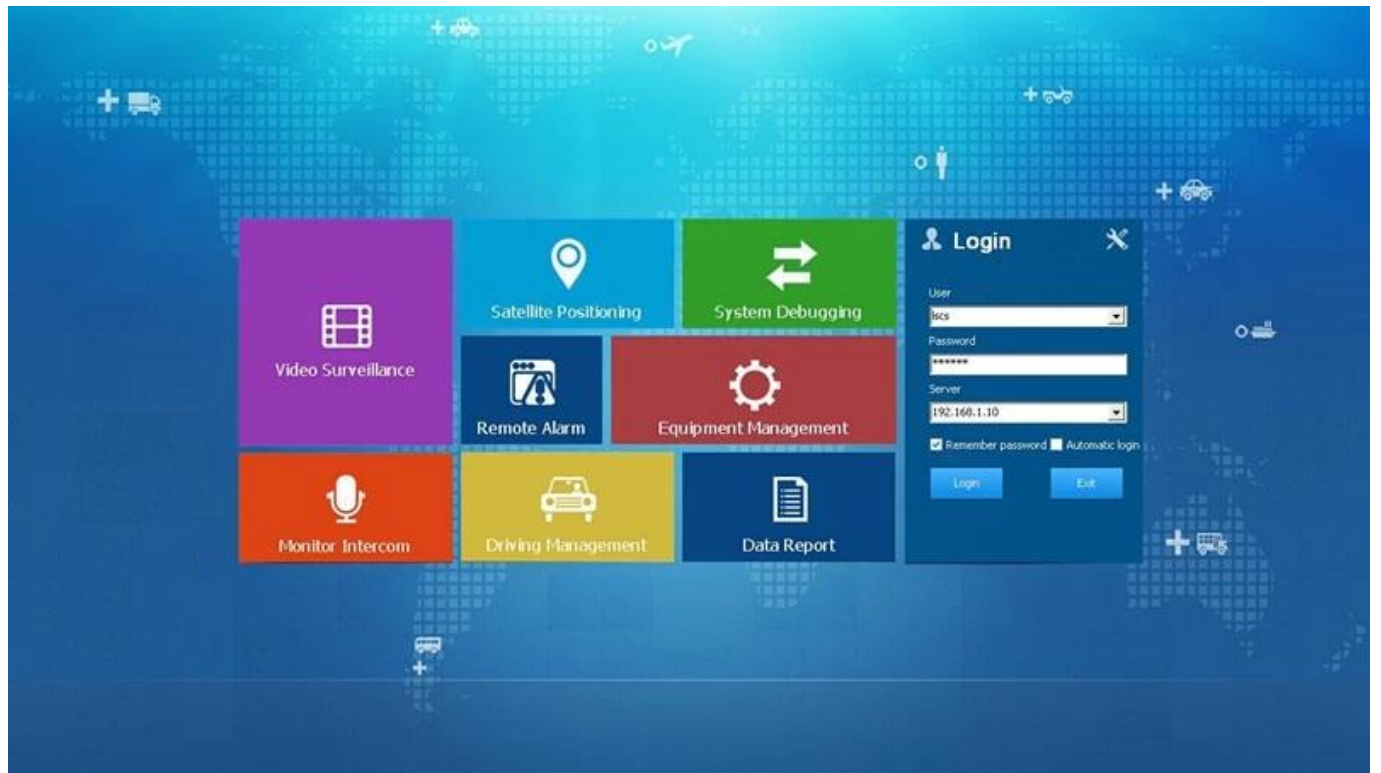 Satellite Positioning
System Debugging
Video Surveillance
Remote Alarm
Equipment Management
Monitor Intercom
Driving Management
Data Report
Login
User
lscs
Password
******
Server
192.168.1.10
Remember password
Automatic login
Login
Exit